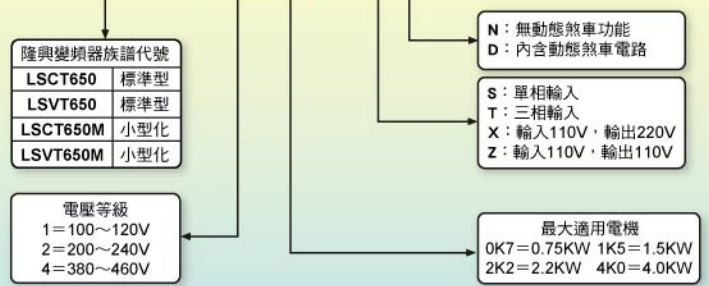 隆興變頻器族譜代號
LSCT650 標準型
LSVT650 標準型
LSCT650M 小型化
LSVT650M 小型化
電壓等級
1＝100～120V
2＝200～240V
4＝380～460V
N：無動態煞車功能
D：內含動態煞車電路
S：單相輸入
T：三相輸入
X：輸入110V，輸出220V
Z：輸入110V，輸出110V
最大適用電機
0K7＝0.75KW 1K5＝1.5KW
2K2＝2.2KW 4K0＝4.0KW